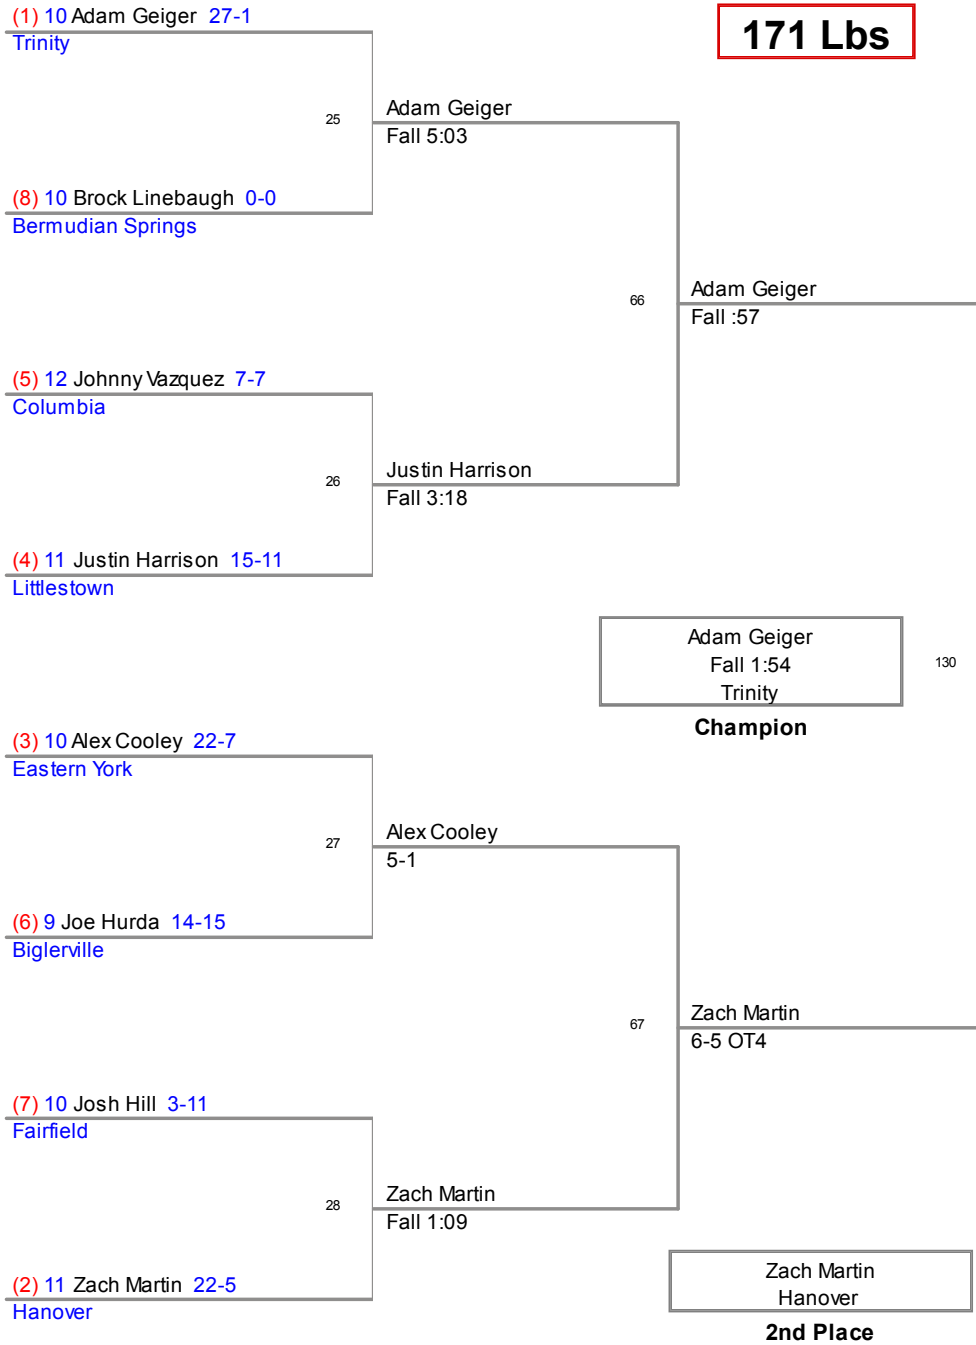 (1) 10 Adam Geiger 27-1
171 Lbs
Trinity
Adam Geiger
25
Fall 5:03
(8) 10 Brock Linebaugh 0-0
Bermudian Springs
Adam Geiger
66
Fall :57
(5) 12 Johnny Vazquez 7-7
Columbia
Justin Harrison
26
Fall 3:18
(4) 11 Justin Harrison 15-11
Littlestown
Adam Geiger
Fall 1:54
130
Trinity
Champion
(3) 10 Alex Cooley 22-7
Eastern York
Alex Cooley
27
5-1
(6) 9 Joe Hurda 14-15
Biglerville
Zach Martin
67
6-5 OT4
(7) 10 Josh Hill 3-11
Fairfield
Zach Martin
28
Fall 1:09
(2) 11 Zach Martin 22-5
Hanover
Zach Martin
Hanover
2nd Place